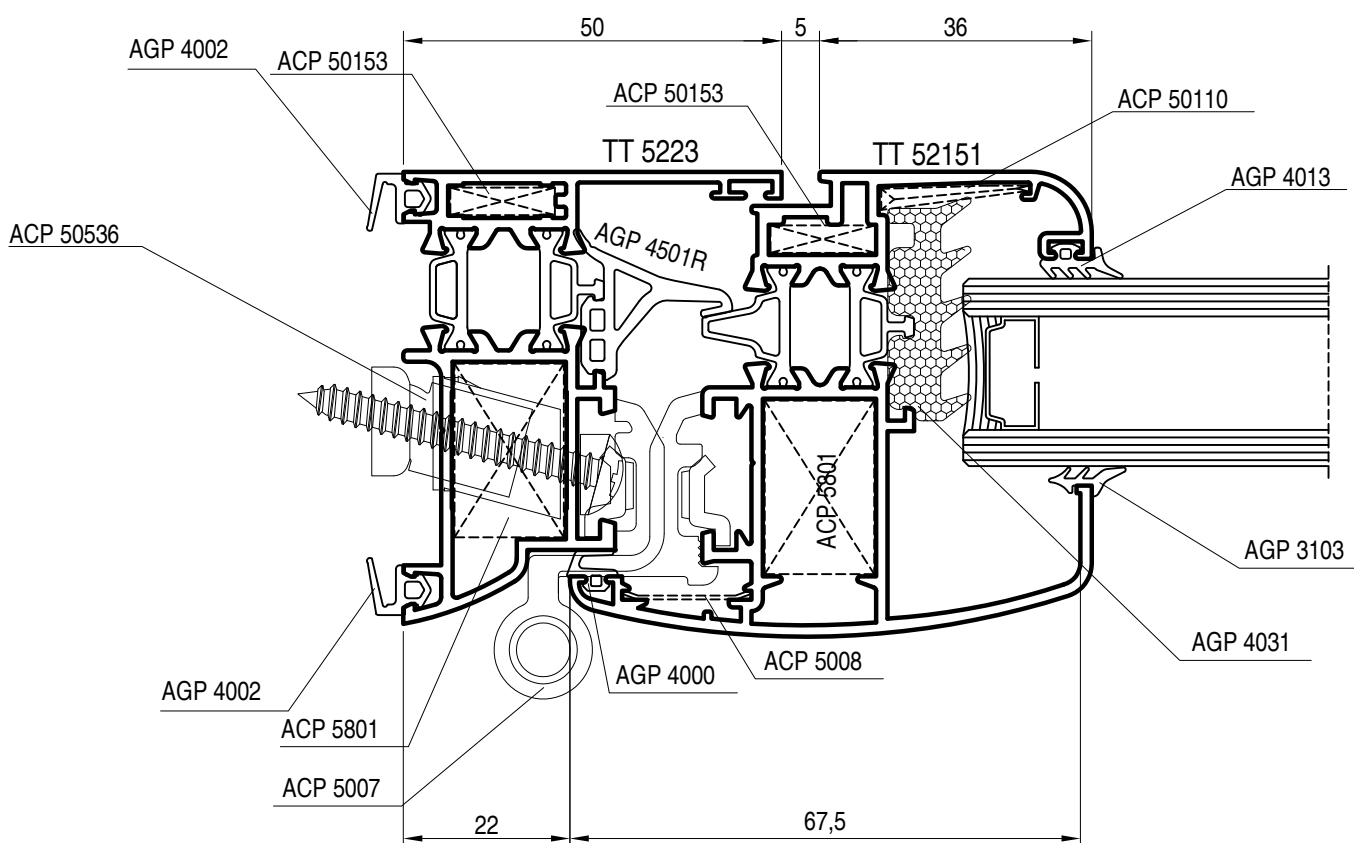 50
5
36
AGP 4002
ACP 50153
ACP 50153
ACP 50110
TT 5223
TT 52151
AGP 4013
ACP 50536
AGP 4501R
ACP 5801
AGP 3103
AGP 4031
ACP 5008
AGP 4000
AGP 4002
ACP 5801
ACP 5007
22
67,5